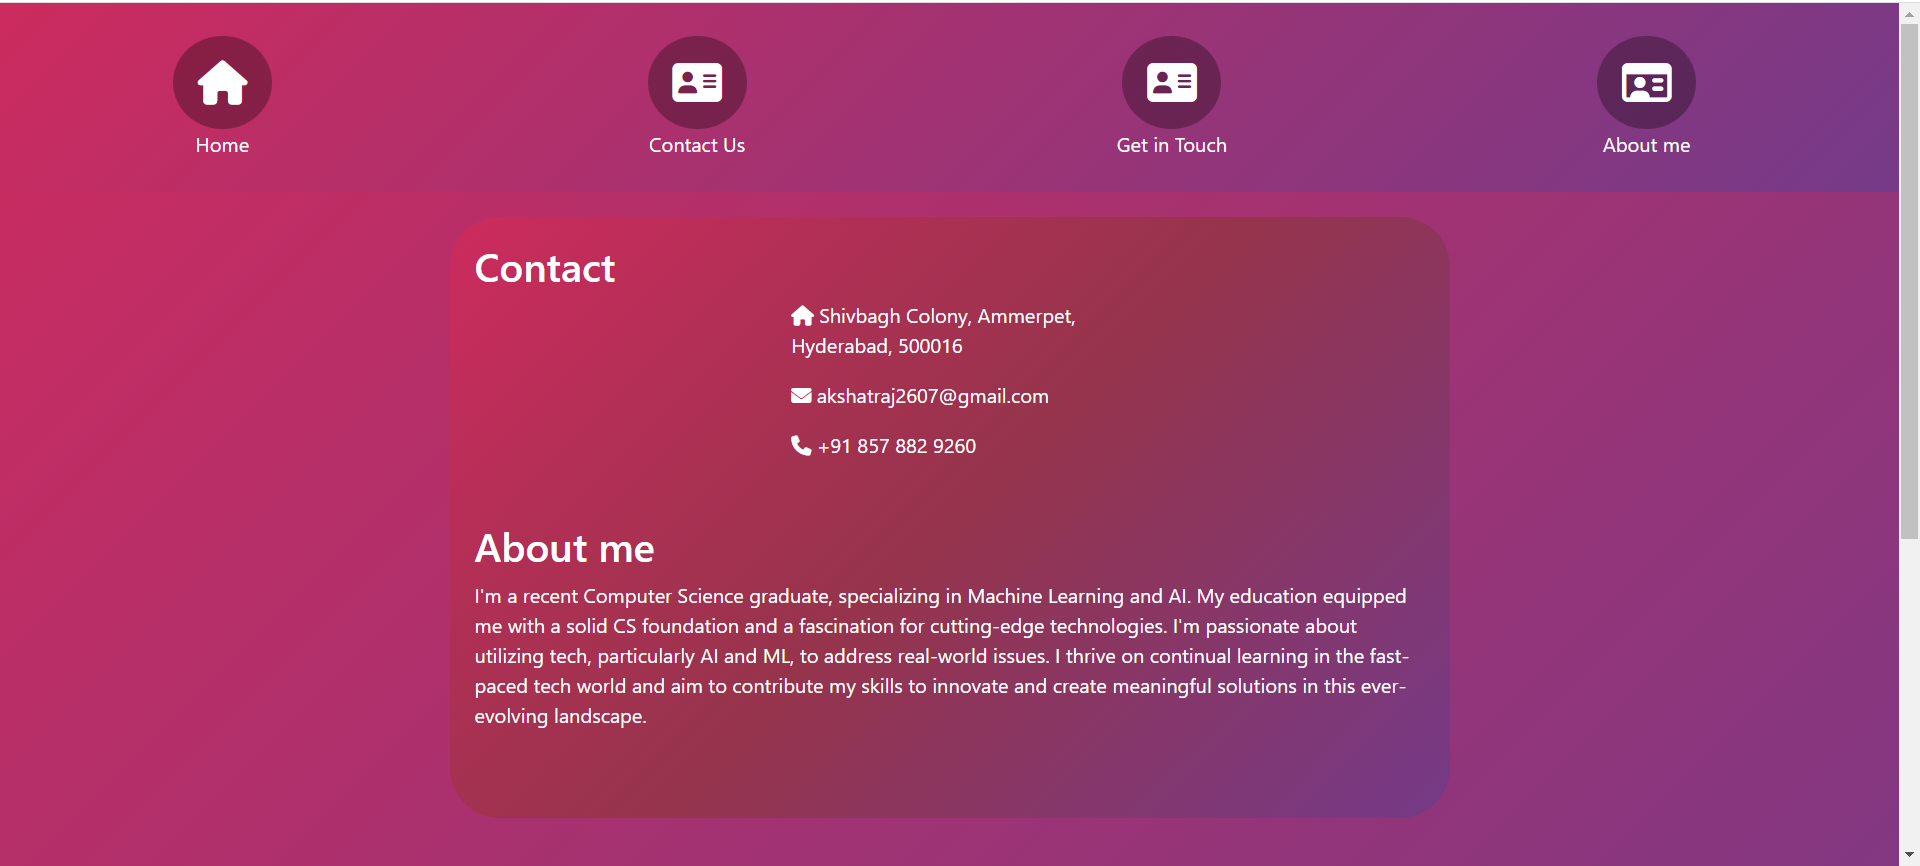 Home
Contact Us
Get in Touch
About me
Contact
Shivbagh Colony, Ammerpet,
Hyderabad, 500016
akshatraj2607@gmail.com
+91 857 882 9260
About me
I'm a recent Computer Science graduate, specializing in Machine Learning and AI. My education equipped
me with a solid CS foundation and a fascination for cutting-edge technologies. I'm passionate about
utilizing tech, particularly AI and ML, to address real-world issues. I thrive on continual learning in the fast-
paced tech world and aim to contribute my skills to innovate and create meaningful solutions in this ever-
evolving landscape.